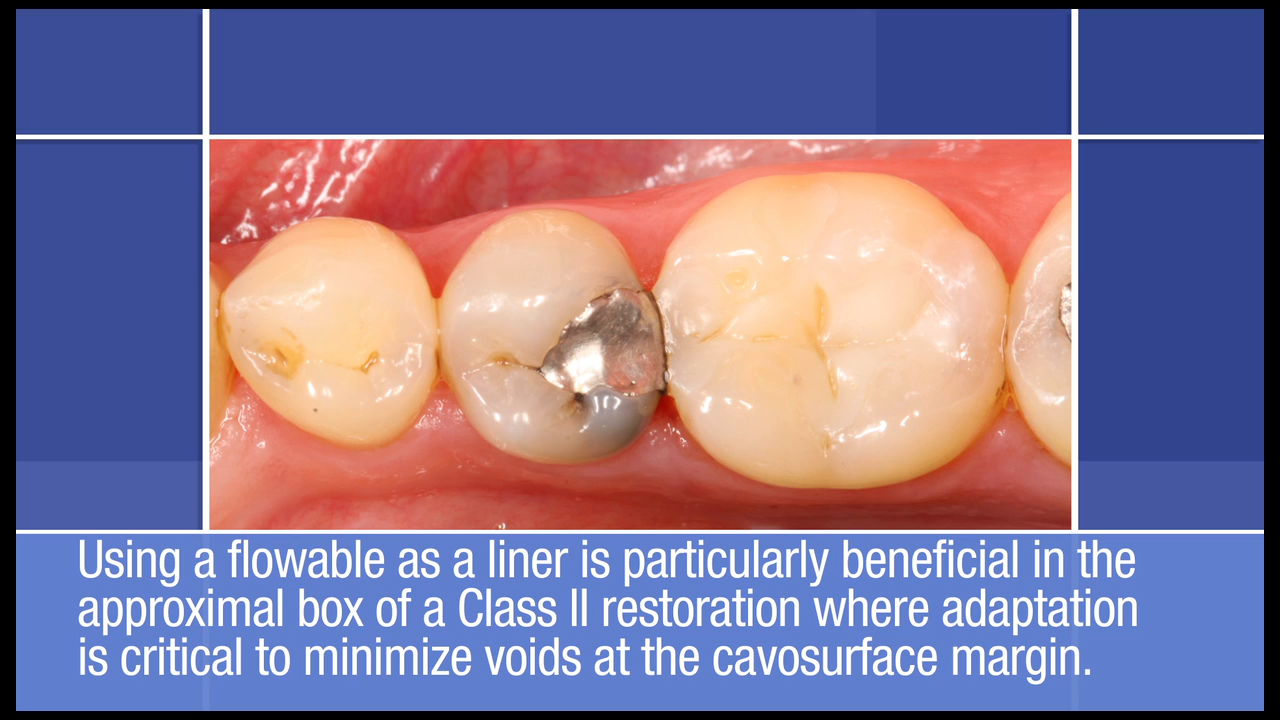 Using a flowable as a liner is particularly beneficial in the
approximal box of a Class II restoration where adaptation
is critical to minimize voids at the cavosurface margin.